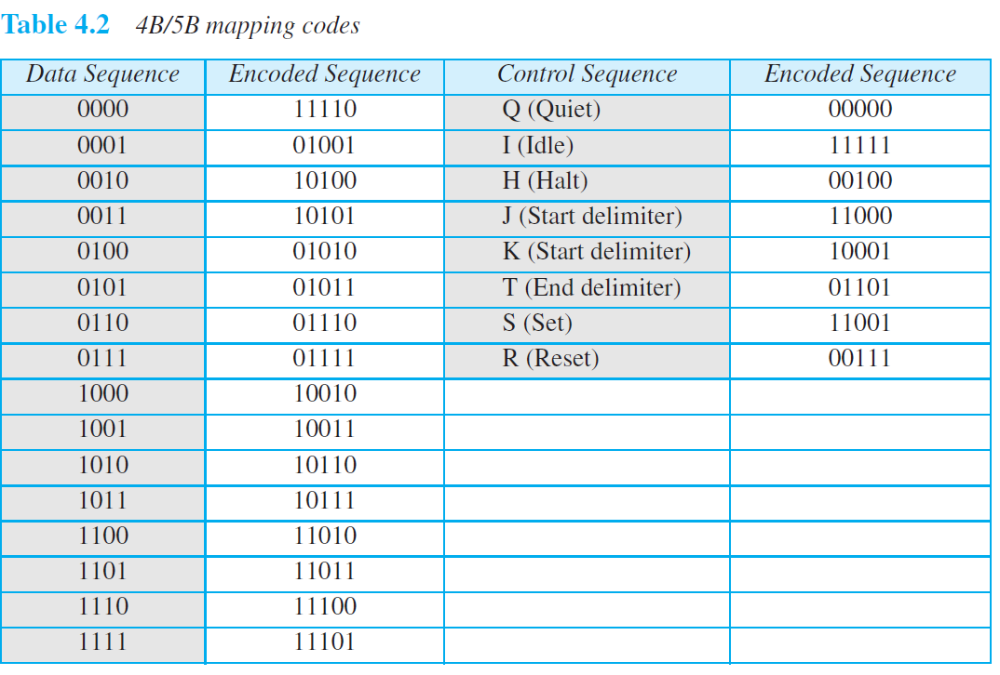 Table 4.2 4B/5B mapping codes
Data Sequence Encoded Sequence Control Sequence Encoded Sequence
0000 11110 Q (Quiet) 00000
0001 01001 I (Idle) 11111
0010 10100 H (Halt) 00100
0011 10101 J (Start delimiter) 11000
0100 01010 K (Start delimiter) 10001
0101 01011 T (End delimiter) 01101
0110 01110 S (Set) 11001
0111 01111 R (Reset) 00111
1000 10010
1001 10011
1010 10110
1011 10111
1100 11010
1101 11011
1110 11100
1111 11101